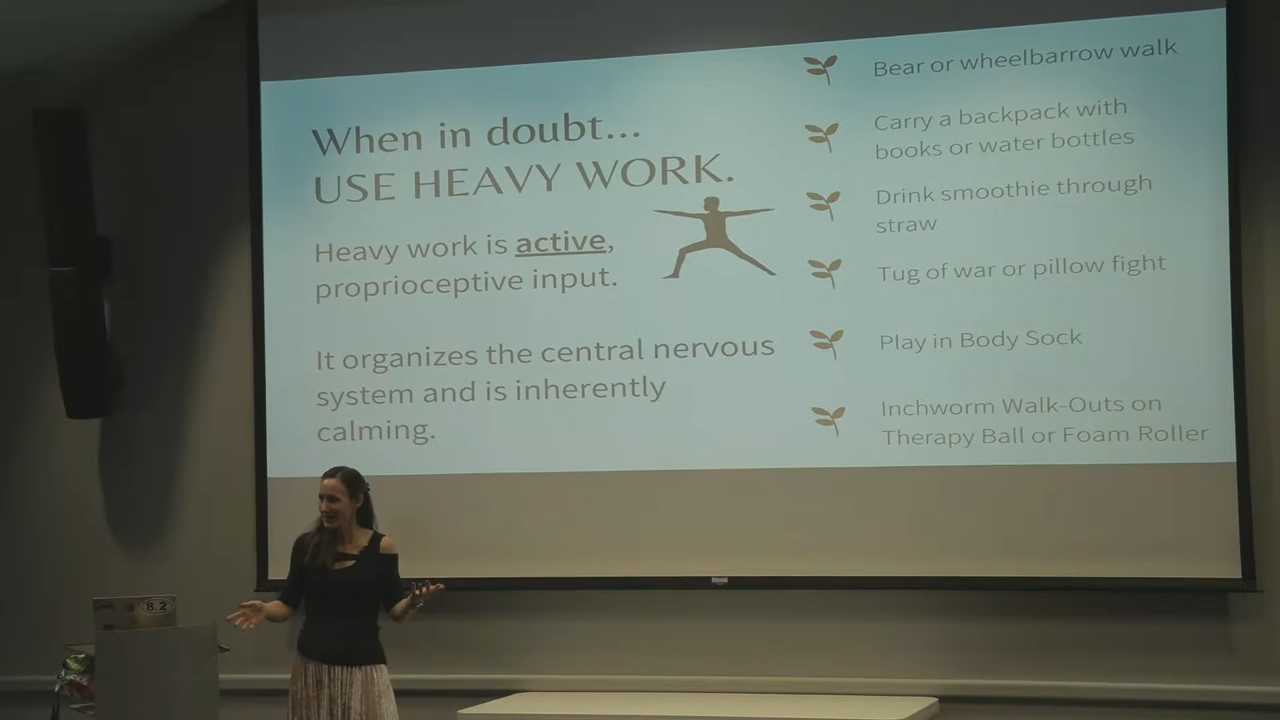 When in doubt...
USE HEAVY WORK.
Heavy work is active,
proprioceptive input.
It organizes the central nervous
system and is inherently
calming.
Bear or wheelbarrow walk
Carry a backpack with
books or water bottles
Drink smoothie through
straw
Tug of war or pillow fight
Play in Body Sock
Inchworm Walk-Outs on
Therapy Ball or Foam Roller
8.2